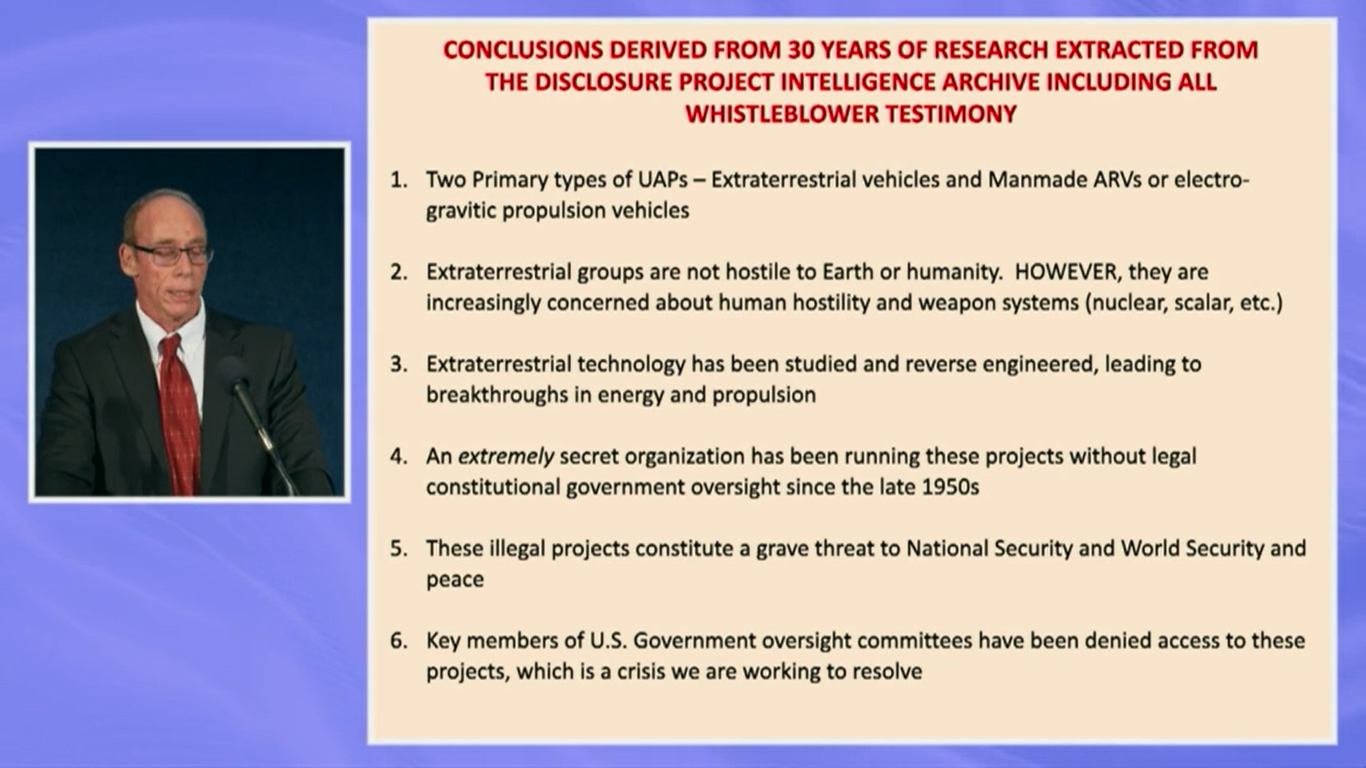 CONCLUSIONS DERIVED FROM 30 YEARS OF RESEARCH EXTRACTED FROM
THE DISCLOSURE PROJECT INTELLIGENCE ARCHIVE INCLUDING ALL
WHISTLEBLOWER TESTIMONY
1. Two Primary types of UAPs – Extraterrestrial vehicles and Manmade ARVs or electro-
gravitic propulsion vehicles
2. Extraterrestrial groups are not hostile to Earth or humanity. HOWEVER, they are
increasingly concerned about human hostility and weapon systems (nuclear, scalar, etc.)
3. Extraterrestrial technology has been studied and reverse engineered, leading to
breakthroughs in energy and propulsion
4. An extremely secret organization has been running these projects without legal
constitutional government oversight since the late 1950s
5. These illegal projects constitute a grave threat to National Security and World Security and
peace
6. Key members of U.S. Government oversight committees have been denied access to these
projects, which is a crisis we are working to resolve